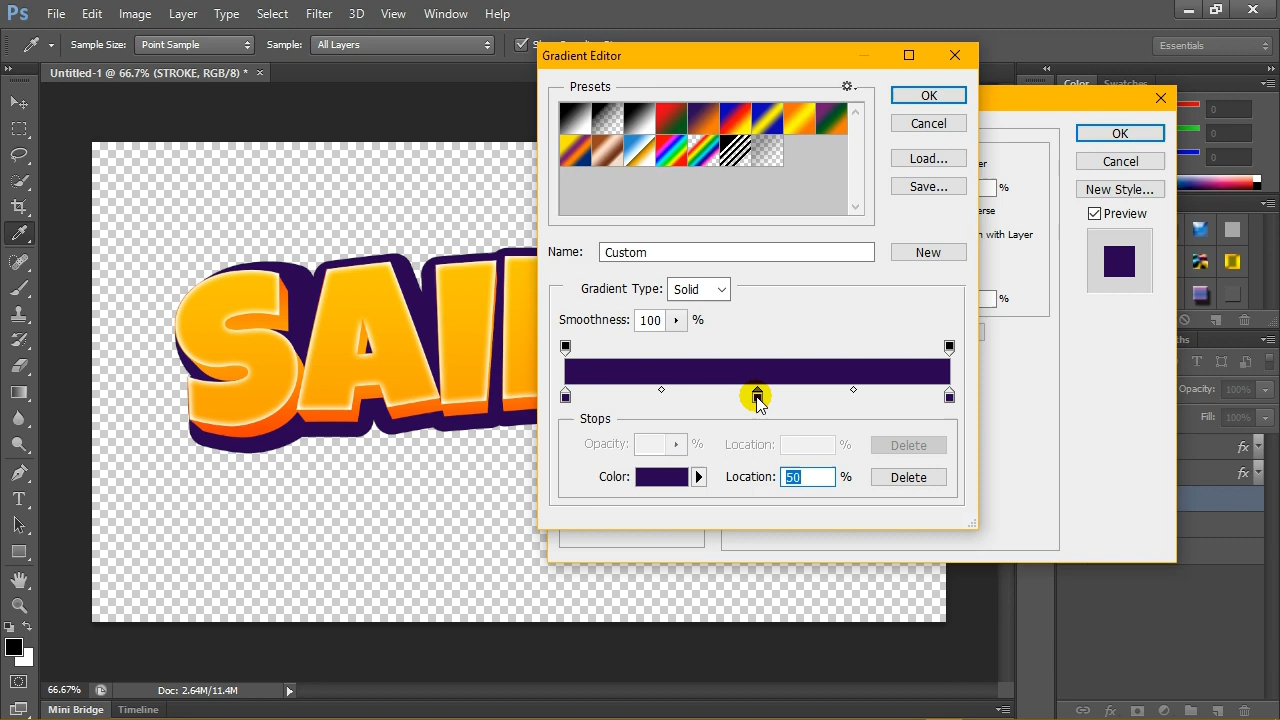 Ps File Edit Image Layer Type Select Filter 3D View Window Help
Sample Size: Point Sample Sample: All Layers
Essentials
Untitled-1 @ 66.7% (STROKE, RGB/8) * ×
Gradient Editor
Presets
OK
Cancel
Load...
Save...
Name: Custom New
Gradient Type: Solid
Smoothness: 100 %
Stops
Opacity: % Location: % Delete
Color: Location: 50 % Delete
OK
Cancel
New Style...
Preview
%
with Layer
%
Color Swatches
0
0
0
Opacity: 100%
Fill: 100%
fx
fx
SAI
T
66.67% Doc: 2.64M/11.4M
Mini Bridge Timeline
fx